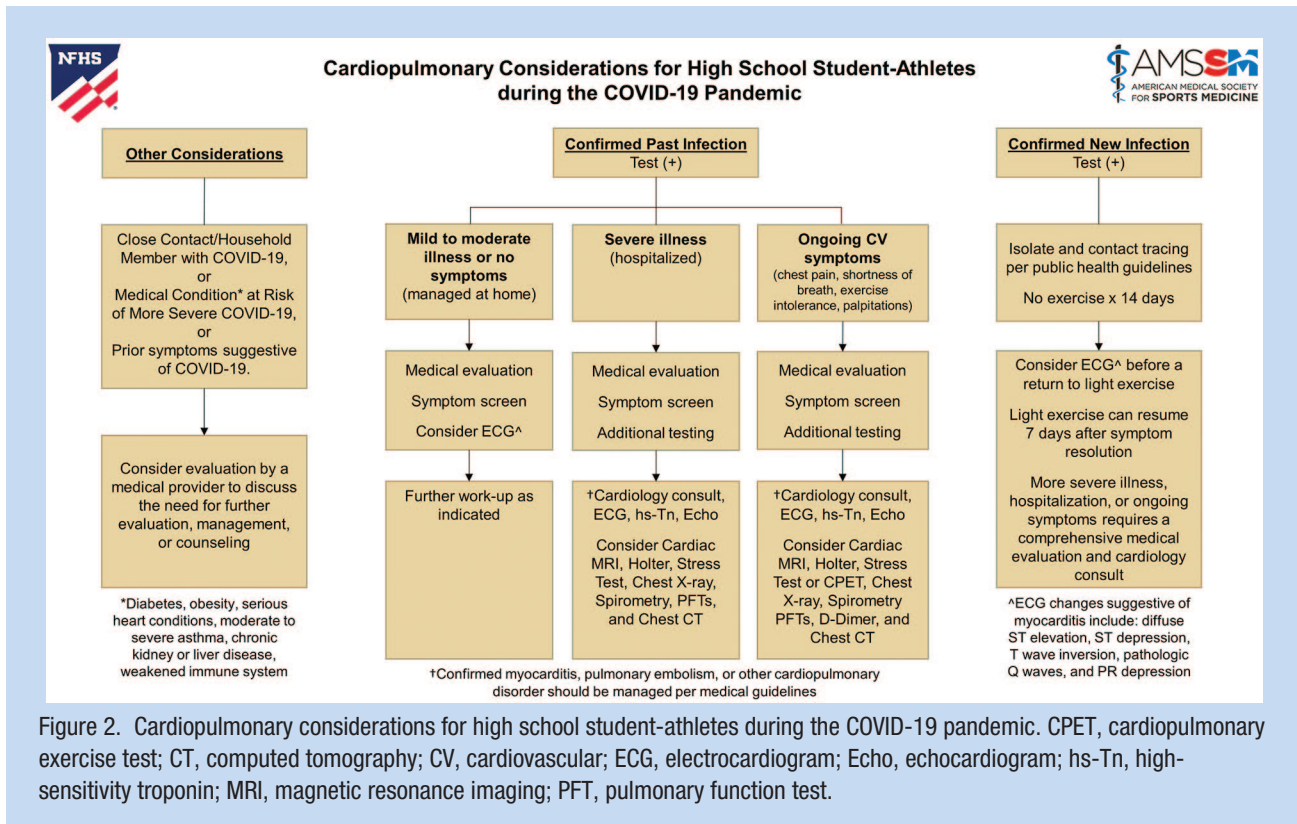 NFHS
Cardiopulmonary Considerations for High School Student-Athletes
during the COVID-19 Pandemic
AMSSM
AMERICAN MEDICAL SOCIETY
FOR SPORTS MEDICINE
Other Considerations
Close Contact/Household
Member with COVID-19,
or
Medical Condition* at Risk
of More Severe COVID-19,
or
Prior symptoms suggestive
of COVID-19.
Consider evaluation by a
medical provider to discuss
the need for further
evaluation, management,
or counseling
*Diabetes, obesity, serious
heart conditions, moderate to
severe asthma, chronic
kidney or liver disease,
weakened immune system
Confirmed Past Infection
Test (+)
Mild to moderate
illness or no
symptoms
(managed at home)
Medical evaluation
Symptom screen
Consider ECG^
Further work-up as
indicated
Severe illness
(hospitalized)
Medical evaluation
Symptom screen
Additional testing
†Cardiology consult,
ECG, hs-Tn, Echo
Consider Cardiac
MRI, Holter, Stress
Test, Chest X-ray,
Spirometry, PFTs,
and Chest CT
Ongoing CV
symptoms
(chest pain, shortness of
breath, exercise
intolerance, palpitations)
Medical evaluation
Symptom screen
Additional testing
†Cardiology consult,
ECG, hs-Tn, Echo
Consider Cardiac
MRI, Holter, Stress
Test or CPET, Chest
X-ray, Spirometry
PFTs, D-Dimer, and
Chest CT
†Confirmed myocarditis, pulmonary embolism, or other cardiopulmonary
disorder should be managed per medical guidelines
Confirmed New Infection
Test (+)
Isolate and contact tracing
per public health guidelines
No exercise x 14 days
Consider ECG^ before a
return to light exercise
Light exercise can resume
7 days after symptom
resolution
More severe illness,
hospitalization, or ongoing
symptoms requires a
comprehensive medical
evaluation and cardiology
consult
^ECG changes suggestive of
myocarditis include: diffuse
ST elevation, ST depression,
T wave inversion, pathologic
Q waves, and PR depression
Figure 2. Cardiopulmonary considerations for high school student-athletes during the COVID-19 pandemic. CPET, cardiopulmonary
exercise test; CT, computed tomography; CV, cardiovascular; ECG, electrocardiogram; Echo, echocardiogram; hs-Tn, high-
sensitivity troponin; MRI, magnetic resonance imaging; PFT, pulmonary function test.